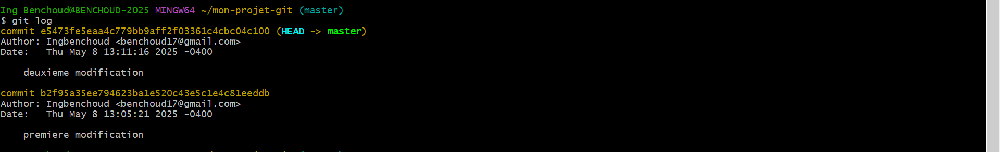 Ing Benchoud@BENCHOUD-2025 MINGW64 ~/mon-projet-git (master)
$ git log
commit e5473fe5eaa4c779bb9aff2f03361c4cbc04c100 (HEAD -> master)
Author: Ingbenchoud <benchoud17@gmail.com>
Date:   Thu May 8 13:11:16 2025 -0400
deuxieme modification
commit b2f95a35ee794623ba1e520c43e5c1e4c81eeddb
Author: Ingbenchoud <benchoud17@gmail.com>
Date:   Thu May 8 13:05:21 2025 -0400
premiere modification